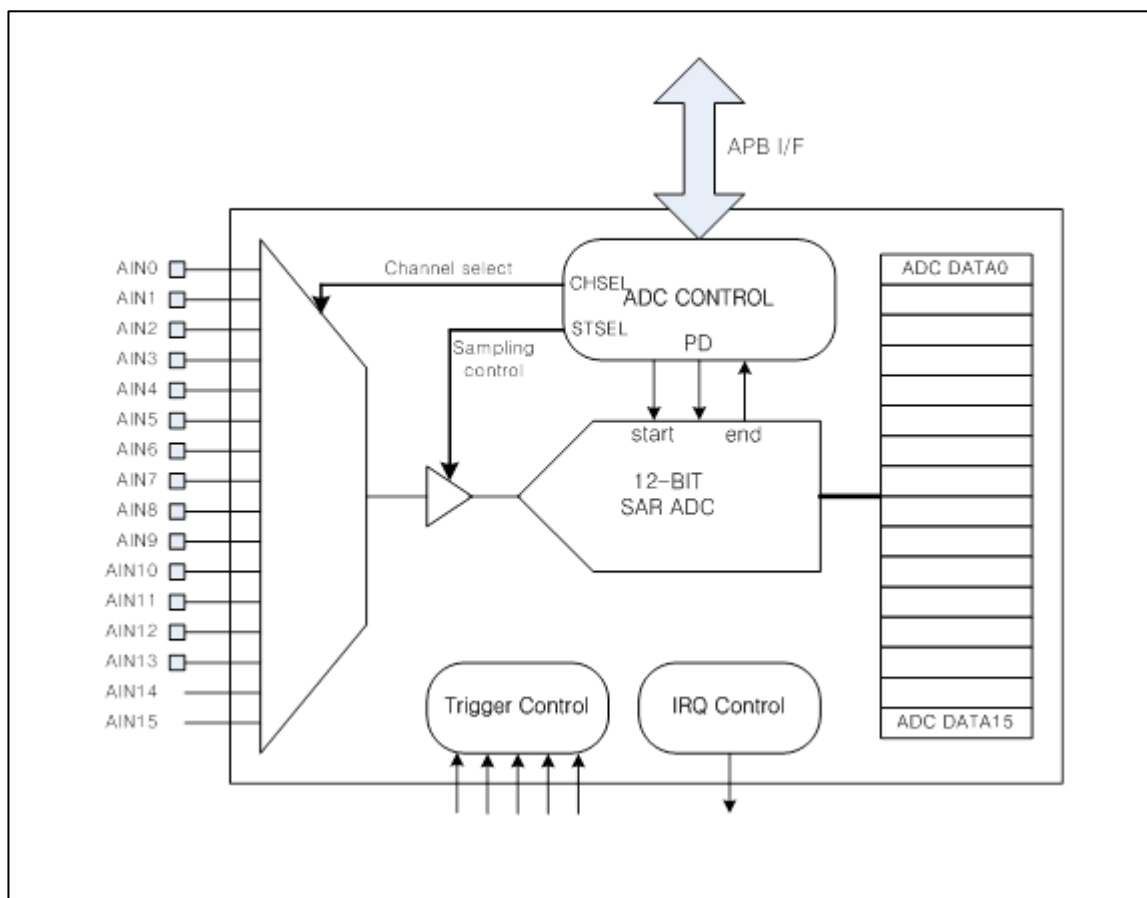 APB I/F
AIN0
AIN1
AIN2
AIN3
AIN4
AIN5
AIN6
AIN7
AIN8
AIN9
AIN10
AIN11
AIN12
AIN13
AIN14
AIN15
Channel select
Sampling
control
CHSEL
ADC CONTROL
STSEL
PD
start
end
12-BIT
SAR ADC
Trigger Control
IRQ Control
ADC DATA0
ADC DATA15